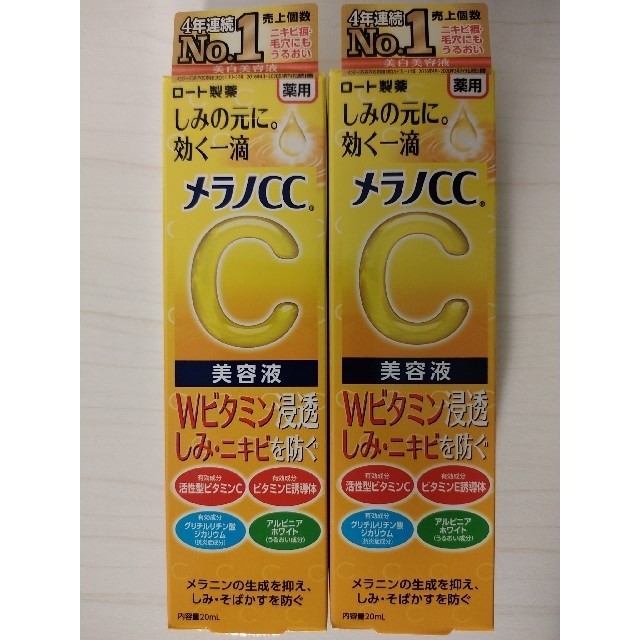 4年連続
売上個数
No.1
ニキビ痕・
毛穴にも
うるおい
美白美容液
ロート製薬
薬用
しみの元に。
効く一滴
メラノCC®
C
美容液
Wビタミン浸透
しみ・ニキビを防ぐ
有効成分
活性型ビタミンC
有効成分
ビタミンE誘導体
有効成分
グリチルリチン酸
ジカリウム
(抗炎症成分)
アルピニア
ホワイト
(うるおい成分)
メラニンの生成を抑え、
しみ・そばかすを防ぐ
内容量20mL
4年連続
売上個数
No.1
ニキビ痕・
毛穴にも
うるおい
美白美容液
ロート製薬
薬用
しみの元に。
効く一滴
メラノCC®
C
美容液
Wビタミン浸透
しみ・ニキビを防ぐ
有効成分
活性型ビタミンC
有効成分
ビタミンE誘導体
有効成分
グリチルリチン酸
ジカリウム
(抗炎症成分)
アルピニア
ホワイト
(うるおい成分)
メラニンの生成を抑え、
しみ・そばかすを防ぐ
内容量20mL